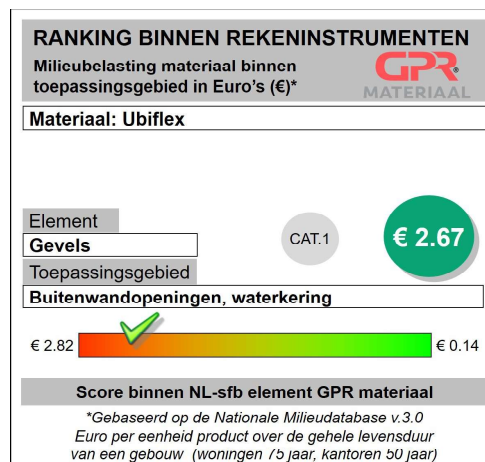 RANKING BINNEN REKENINSTRUMENTEN
Milieubelasting materiaal binnen
toepassingsgebied in Euro's (€)*
GPR®
MATERIAAL
Materiaal: Ubiflex
Element
Gevels
CAT.1
€ 2.67
Toepassingsgebied
Buitenwandopeningen, waterkering
€ 2.82
€ 0.14
Score binnen NL-sfb element GPR materiaal
*Gebaseerd op de Nationale Milieudatabase v.3.0
Euro per eenheid product over de gehele levensduur
van een gebouw (woningen 75 jaar, kantoren 50 jaar)